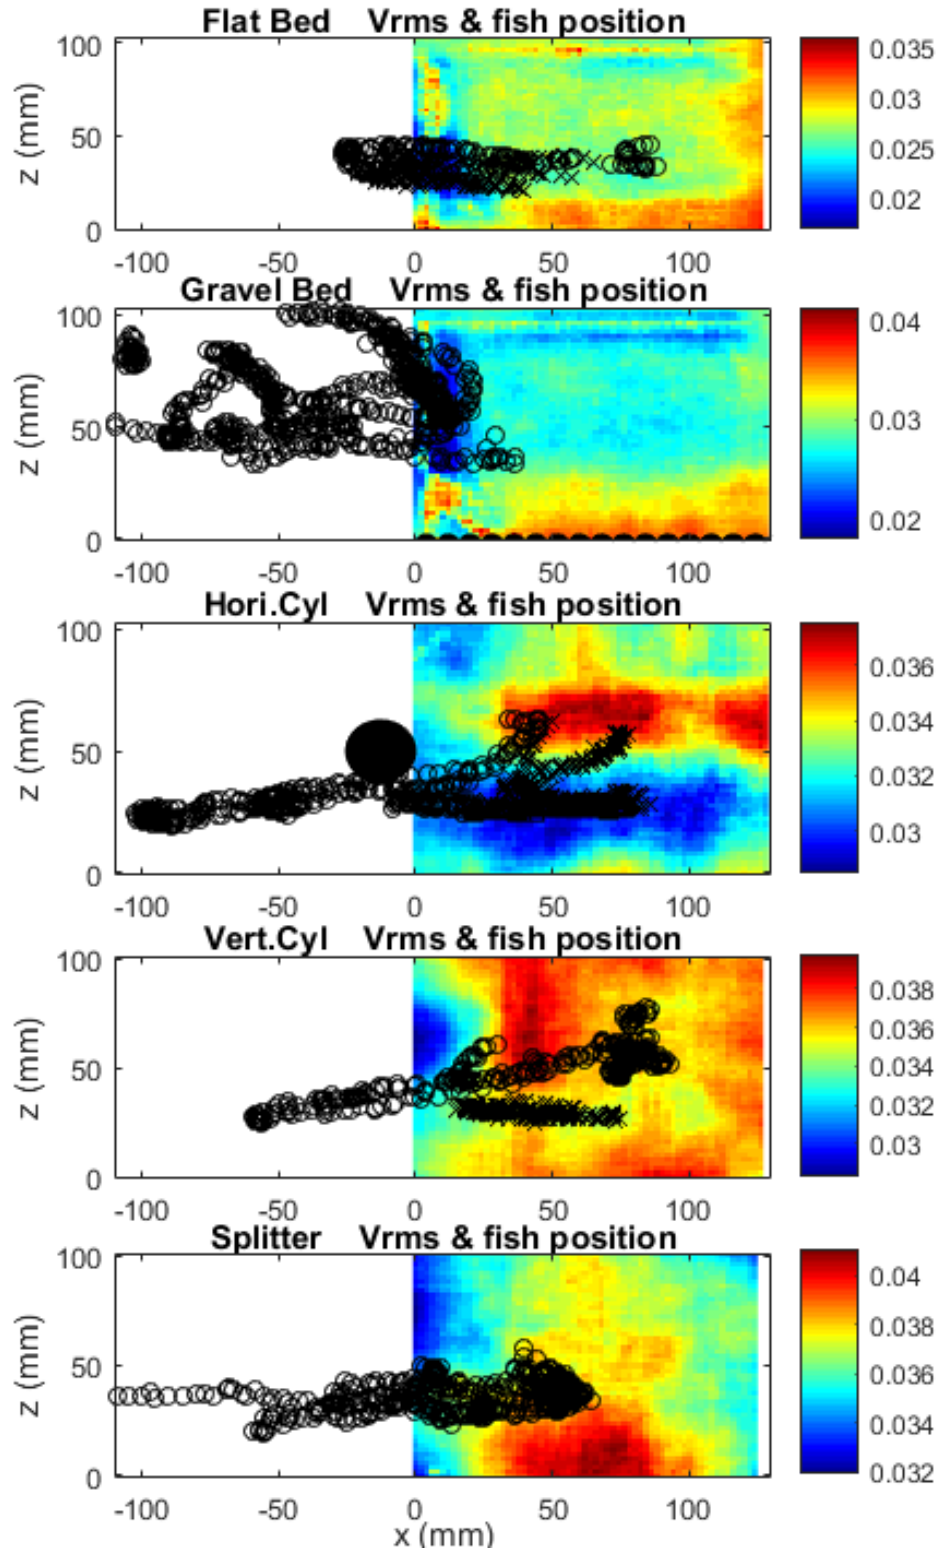 Flat Bed Vrms & fish position
100
50
0
z (mm)
-100 -50 0 50 100
0.035
0.03
0.025
0.02
Gravel Bed Vrms & fish position
100
50
0
z (mm)
-100 -50 0 50 100
0.04
0.03
0.02
Hori.Cyl Vrms & fish position
100
50
0
z (mm)
-100 -50 0 50 100
0.036
0.034
0.032
0.03
Vert.Cyl Vrms & fish position
100
50
0
z (mm)
-100 -50 0 50 100
0.038
0.036
0.034
0.032
0.03
Splitter Vrms & fish position
100
50
0
z (mm)
-100 -50 0 50 100
x (mm)
0.04
0.038
0.036
0.034
0.032